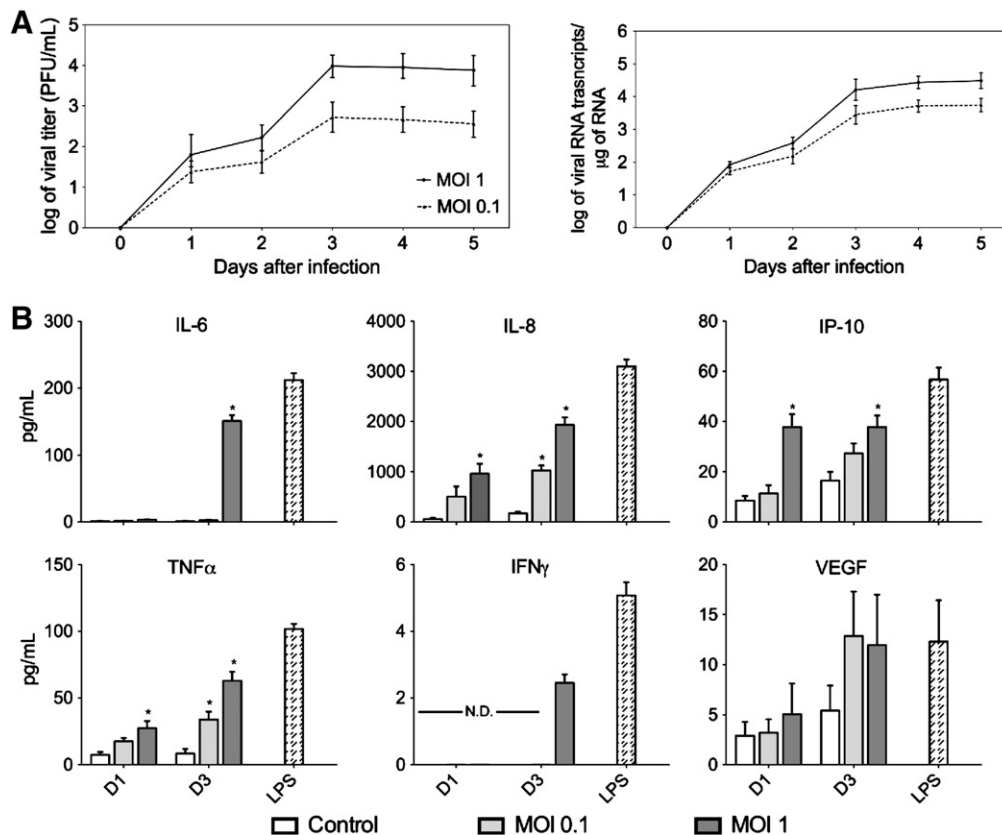 A
log of viral titer (PFU/mL)
5
4
3
2
1
0
0 1 2 3 4 5
Days after infection
MOI 1
MOI 0.1
log of viral RNA trasncripts/
µg of RNA
6
5
4
3
2
1
0
0 1 2 3 4 5
Days after infection
B
IL-6
pg/mL
300
200
100
0
*
IL-8
4000
3000
2000
1000
0
* * *
IP-10
80
60
40
20
0
* *
TNFα
pg/mL
150
100
50
0
* * *
D1 D3 LPS
IFNγ
6
4
2
0
N.D.
D1 D3 LPS
VEGF
20
15
10
5
0
D1 D3 LPS
Control MOI 0.1 MOI 1